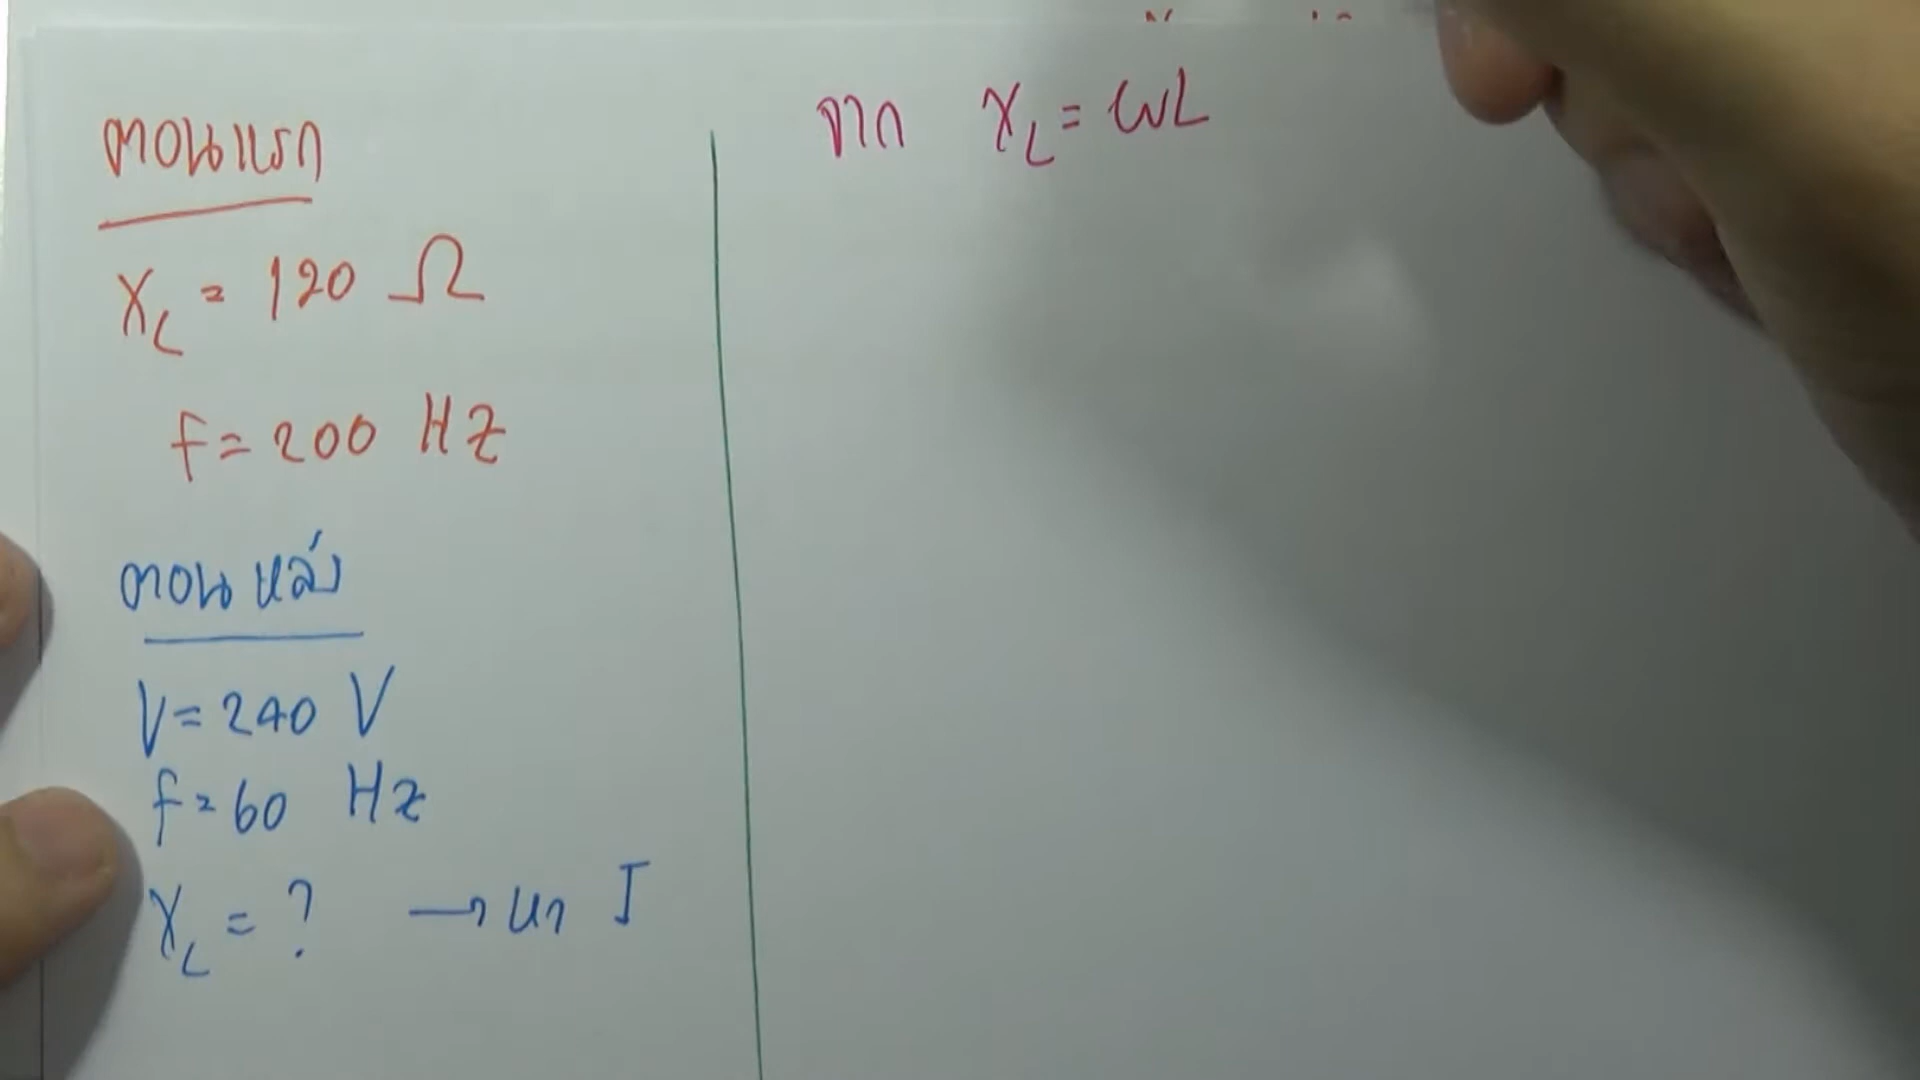 ตอนแรก
X_L = 120 Ω
f = 200 Hz
ตอนหลัง
V = 240 V
f = 60 Hz
X_L = ? → หา I
จาก X_L = ωL